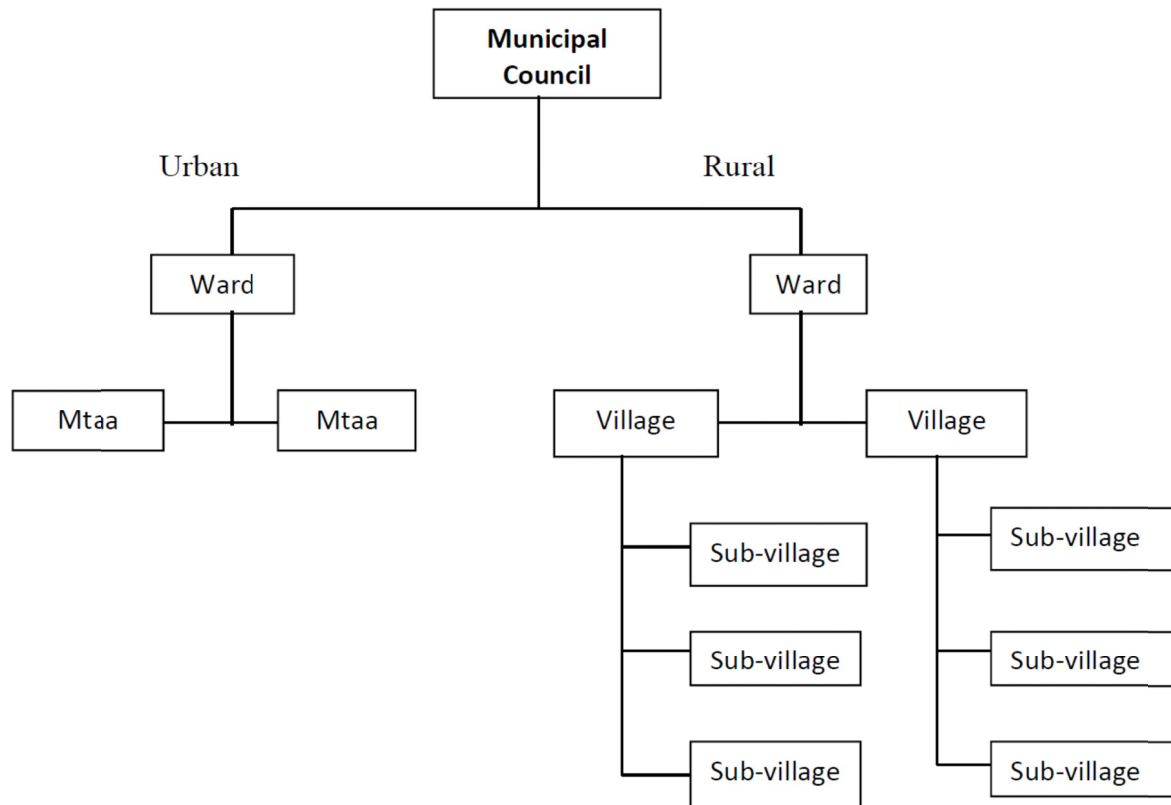 Municipal
Council
Urban
Rural
Ward
Ward
Mtaa
Mtaa
Village
Village
Sub-village
Sub-village
Sub-village
Sub-village
Sub-village
Sub-village